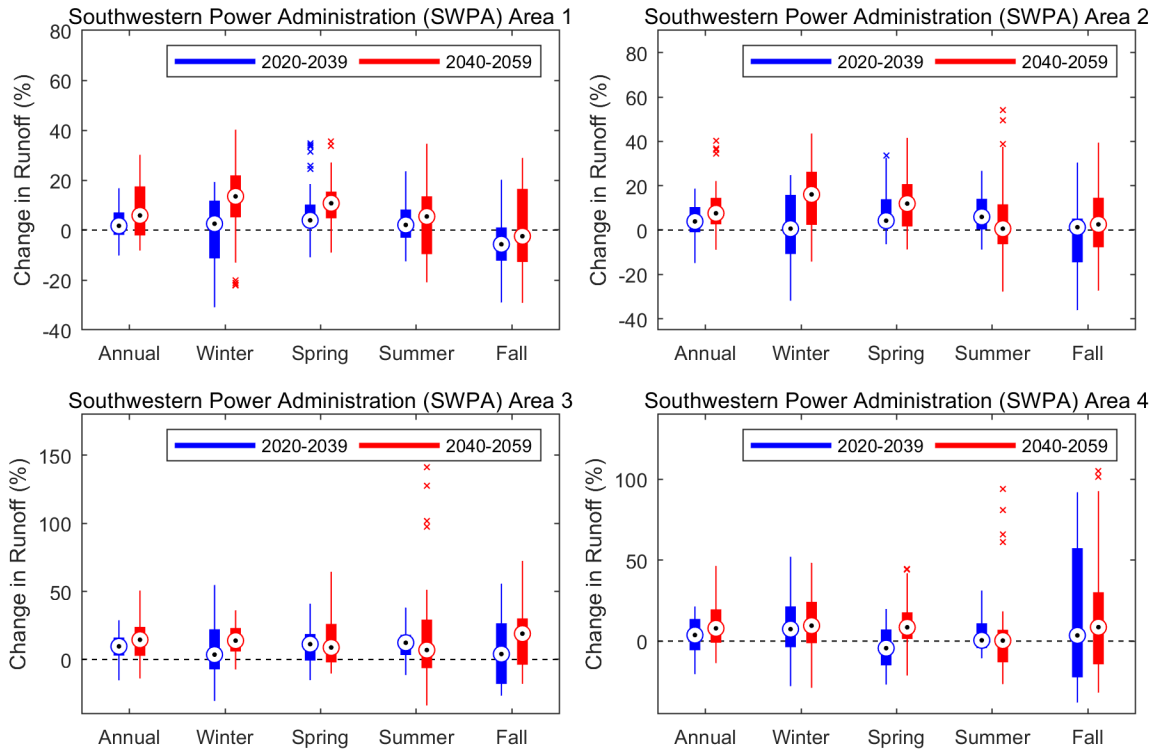 Southwestern Power Administration (SWPA) Area 1
80
60
40
20
0
-20
-40
Change in Runoff (%)
2020-2039 2040-2059
Annual Winter Spring Summer Fall
Southwestern Power Administration (SWPA) Area 2
80
60
40
20
0
-20
-40
Change in Runoff (%)
2020-2039 2040-2059
Annual Winter Spring Summer Fall
Southwestern Power Administration (SWPA) Area 3
150
100
50
0
Change in Runoff (%)
2020-2039 2040-2059
Annual Winter Spring Summer Fall
Southwestern Power Administration (SWPA) Area 4
100
50
0
Change in Runoff (%)
2020-2039 2040-2059
Annual Winter Spring Summer Fall